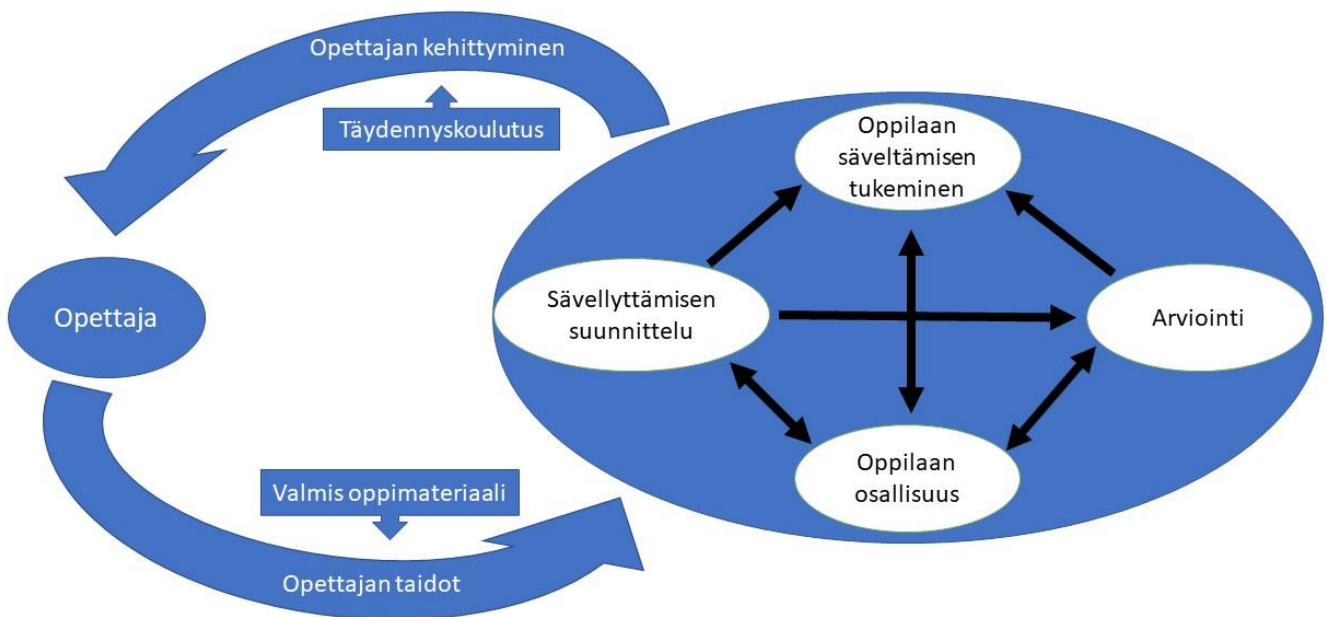 Opettajan kehittyminen
Täydennyskoulutus
Opettaja
Valmis oppimateriaali
Opettajan taidot
Oppilaan
säveltämisen
tukeminen
Sävellyttämisen
suunnittelu
Arviointi
Oppilaan
osallisuus